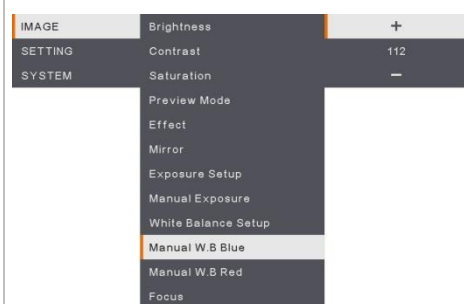 IMAGE
SETTING
SYSTEM
Brightness
Contrast
Saturation
Preview Mode
Effect
Mirror
Exposure Setup
Manual Exposure
White Balance Setup
Manual W.B Blue
Manual W.B Red
Focus
+
112
−